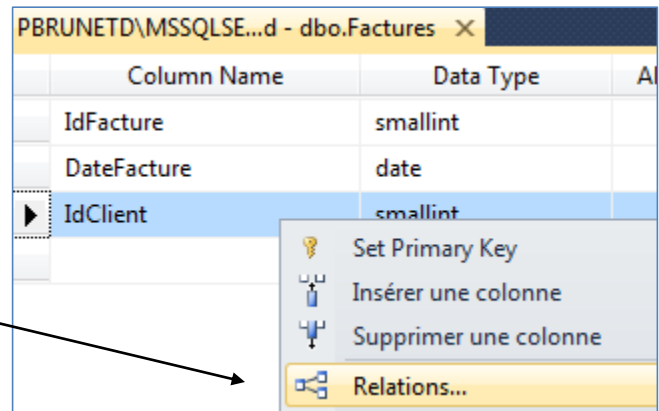 PBRUNETD\MSSQLSE...d - dbo.Factures
Column Name Data Type Al
IdFacture smallint
DateFacture date
IdClient smallint
Set Primary Key
Insérer une colonne
Supprimer une colonne
Relations...